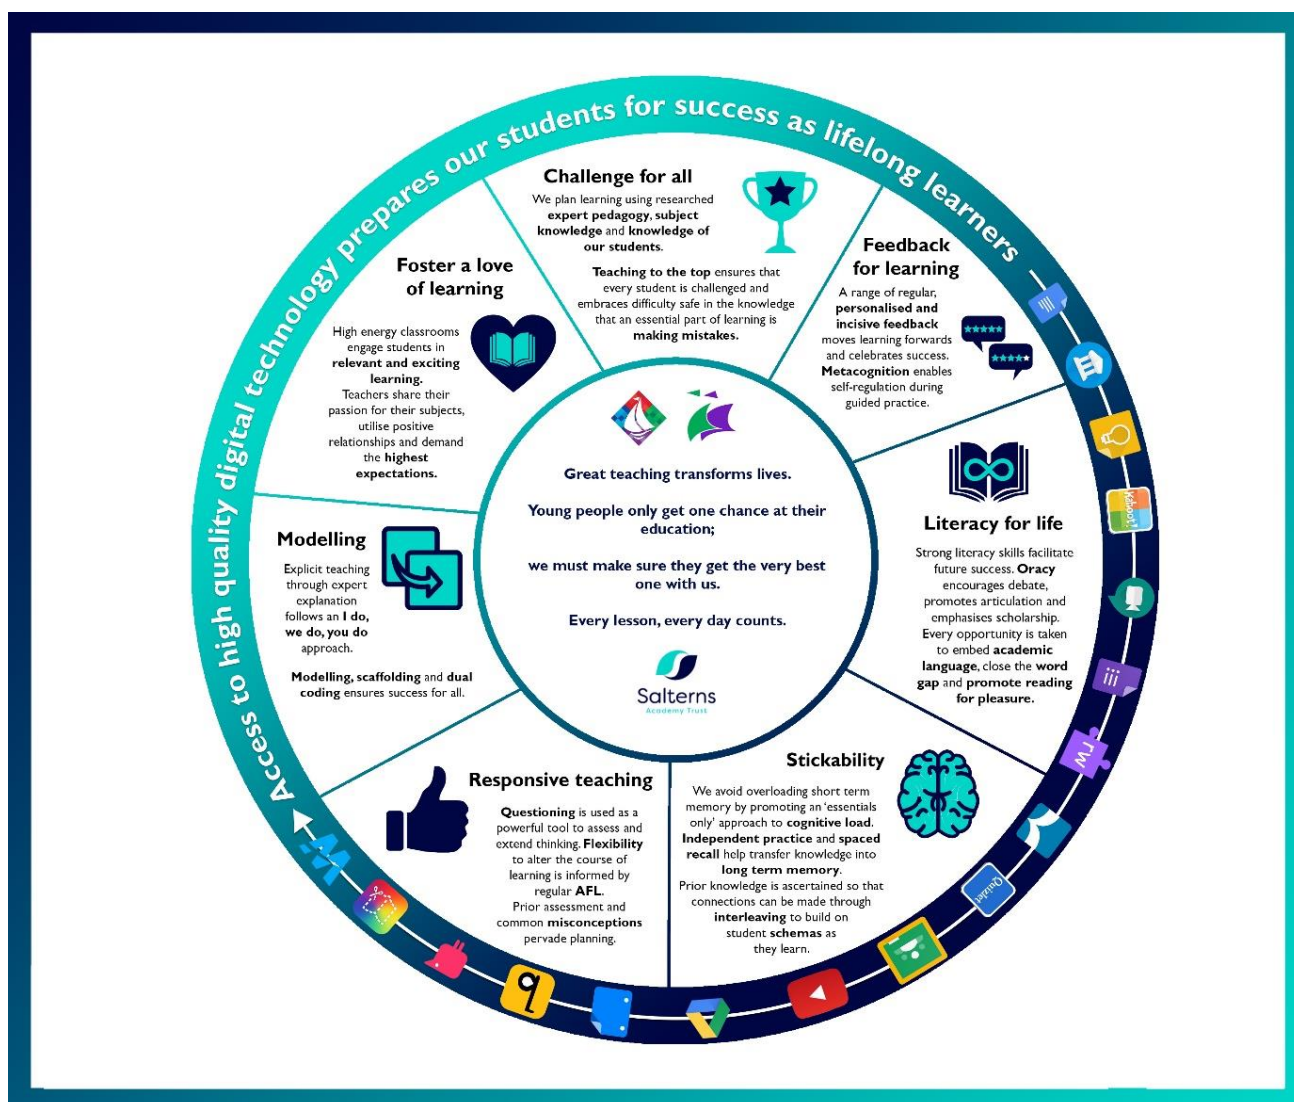 Access to high quality digital technology prepares our students for success as lifelong learners
Challenge for all
We plan learning using researched
expert pedagogy, subject
knowledge and knowledge of
our students.
Teaching to the top ensures that
every student is challenged and
embraces difficulty safe in the knowledge
that an essential part of learning is
making mistakes.
Feedback
for learning
A range of regular,
personalised and
incisive feedback
moves learning forwards
and celebrates success.
Metacognition enables
self-regulation during
guided practice.
Literacy for life
Strong literacy skills facilitate
future success. Oracy
encourages debate,
promotes articulation and
emphasises scholarship.
Every opportunity is taken
to embed academic
language, close the word
gap and promote reading
for pleasure.
Stickability
We avoid overloading short term
memory by promoting an 'essentials
only' approach to cognitive load.
Independent practice and spaced
recall help transfer knowledge into
long term memory.
Prior knowledge is ascertained so that
connections can be made through
interleaving to build on
student schemas as
they learn.
Responsive teaching
Questioning is used as a
powerful tool to assess and
extend thinking. Flexibility
to alter the course of
learning is informed by
regular AFL.
Prior assessment and
common misconceptions
pervade planning.
Modelling
Explicit teaching
through expert
explanation
follows an I do,
we do, you do
approach.
Modelling, scaffolding and dual
coding ensures success for all.
Foster a love
of learning
High energy classrooms
engage students in
relevant and exciting
learning.
Teachers share their
passion for their subjects,
utilise positive
relationships and demand
the highest
expectations.
Great teaching transforms lives.
Young people only get one chance at their
education;
we must make sure they get the very best
one with us.
Every lesson, every day counts.
Salterns
Academy Trust
Kahoot!
rw
Quizlet